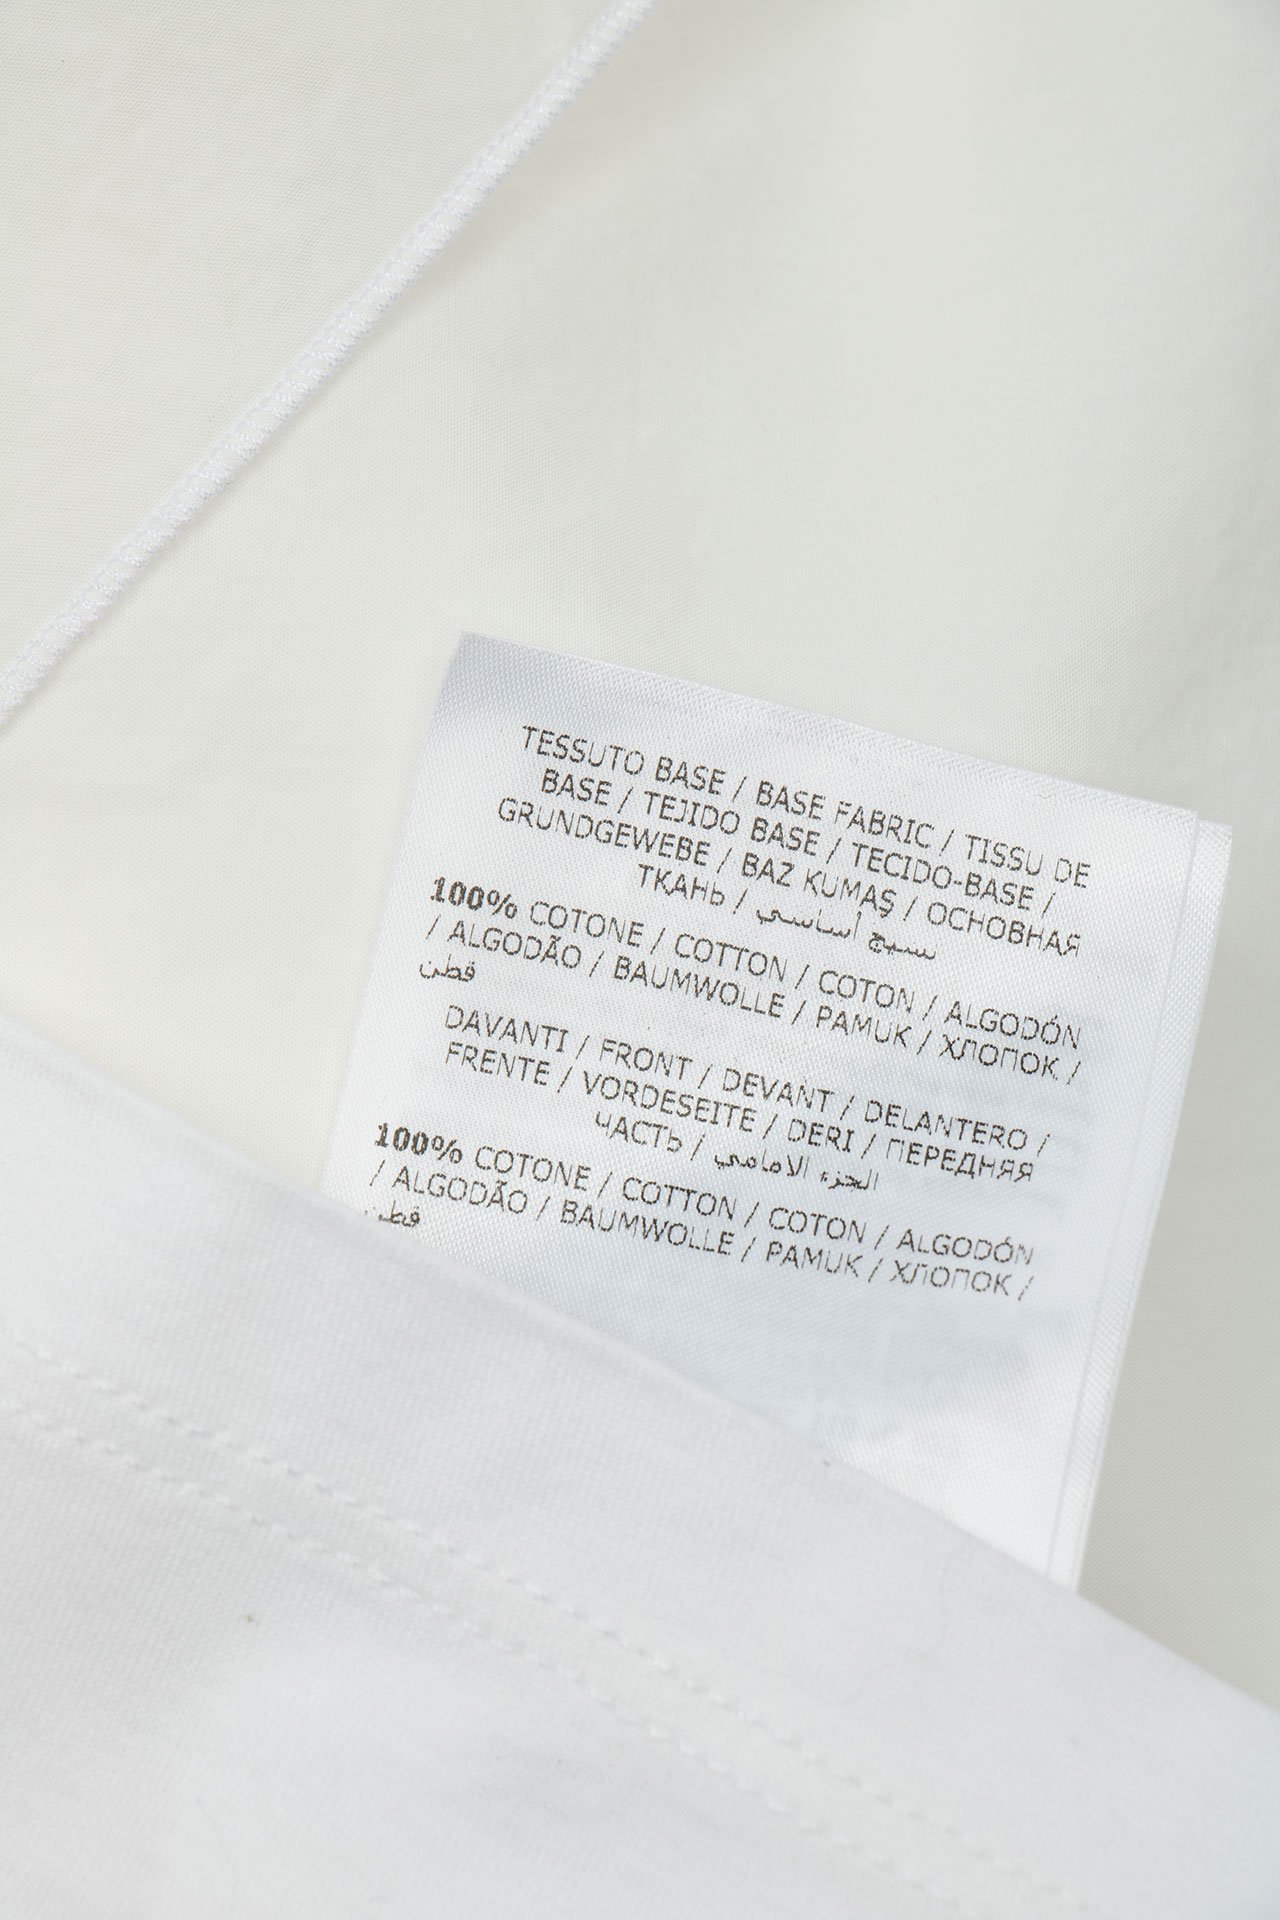 TESSUTO BASE / BASE FABRIC / TISSU DE
BASE / TEJIDO BASE / TECIDO-BASE /
GRUNDGEWEBE / BAZ KUMAŞ / ОСНОВНАЯ
ТКАНЬ / نسيج أساسي
100% COTONE / COTTON / COTON / ALGODÓN
/ ALGODÃO / BAUMWOLLE / PAMUK / ХЛОПОК /
قطن
DAVANTI / FRONT / DEVANT / DELANTERO /
FRENTE / VORDESEITE / DERI / ПЕРЕДНЯЯ
ЧАСТЬ / الجزء الامامي
100% COTONE / COTTON / COTON / ALGODÓN
/ ALGODÃO / BAUMWOLLE / PAMUK / ХЛОПОК /
قطن